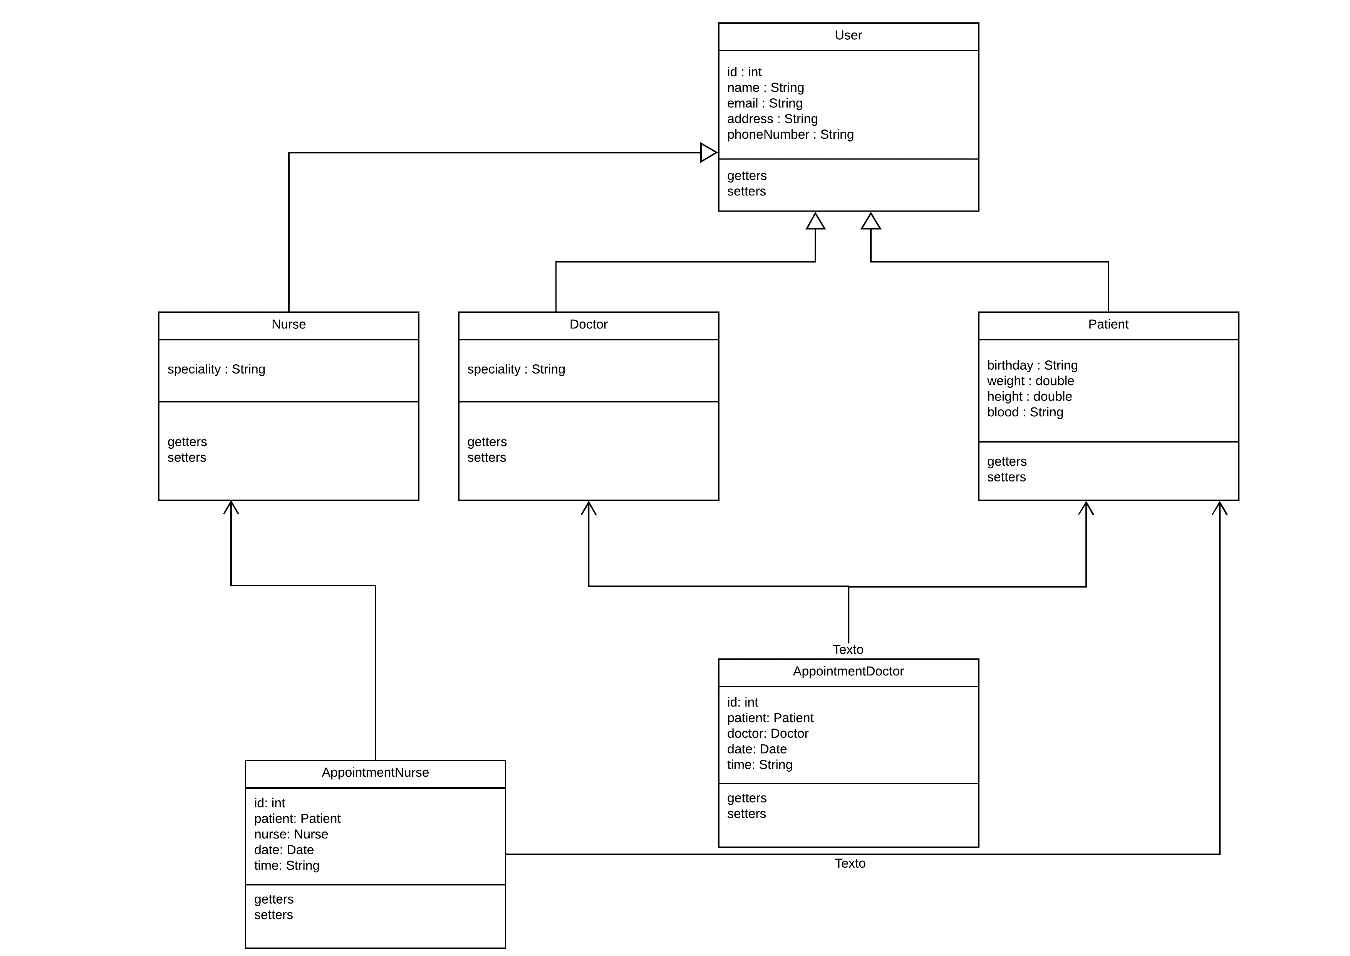 User
id : int
name : String
email : String
address : String
phoneNumber : String
getters
setters
Nurse
speciality : String
getters
setters
Doctor
speciality : String
getters
setters
Patient
birthday : String
weight : double
height : double
blood : String
getters
setters
Texto
AppointmentDoctor
id: int
patient: Patient
doctor: Doctor
date: Date
time: String
getters
setters
AppointmentNurse
id: int
patient: Patient
nurse: Nurse
date: Date
time: String
getters
setters
Texto